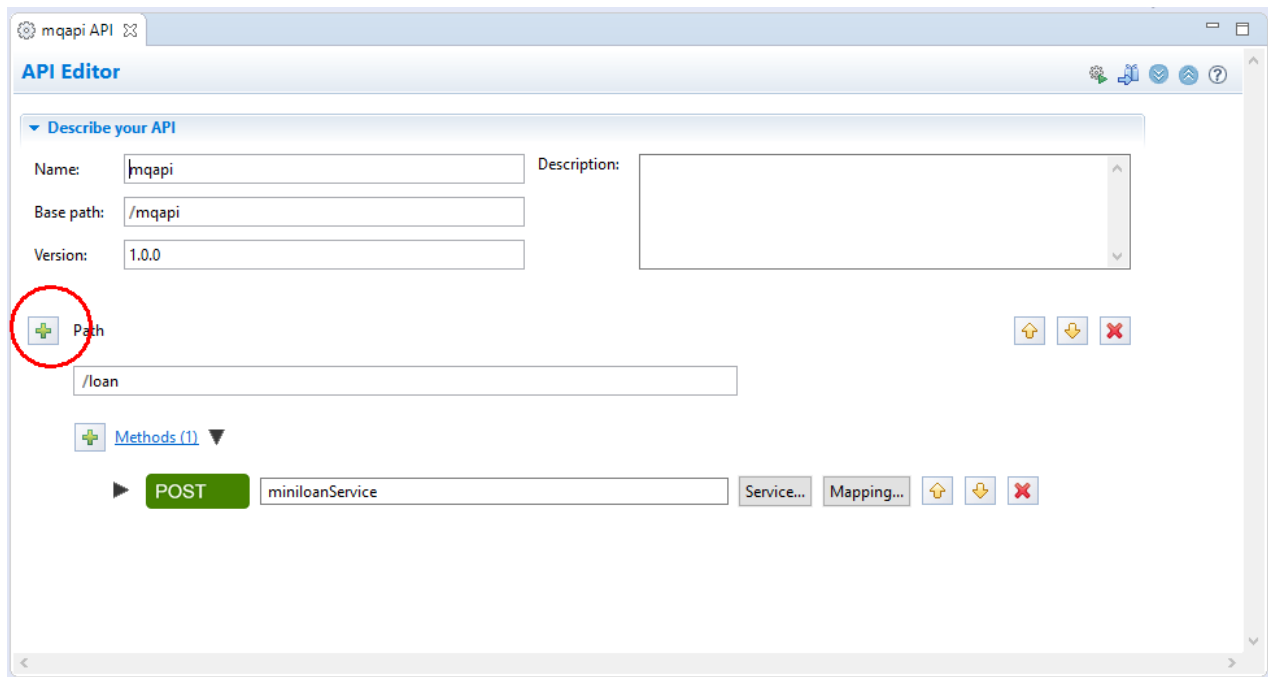 mqapi API
API Editor
Describe your API
Name: mqapi Description:
Base path: /mqapi
Version: 1.0.0
Path
/loan
Methods (1)
POST miniloanService Service... Mapping...